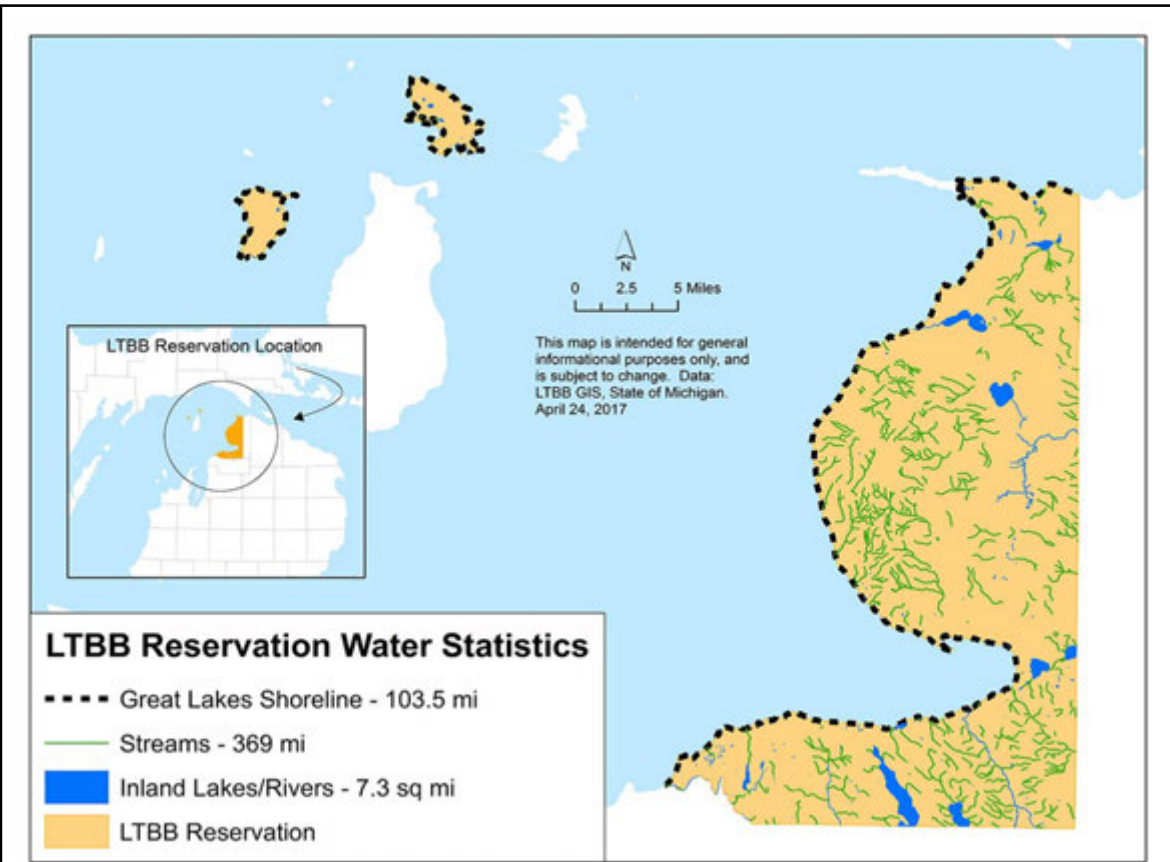 LTBB Reservation Location
N
0 2.5 5 Miles
This map is intended for general
informational purposes only, and
is subject to change. Data:
LTBB GIS, State of Michigan.
April 24, 2017
LTBB Reservation Water Statistics
Great Lakes Shoreline - 103.5 mi
Streams - 369 mi
Inland Lakes/Rivers - 7.3 sq mi
LTBB Reservation